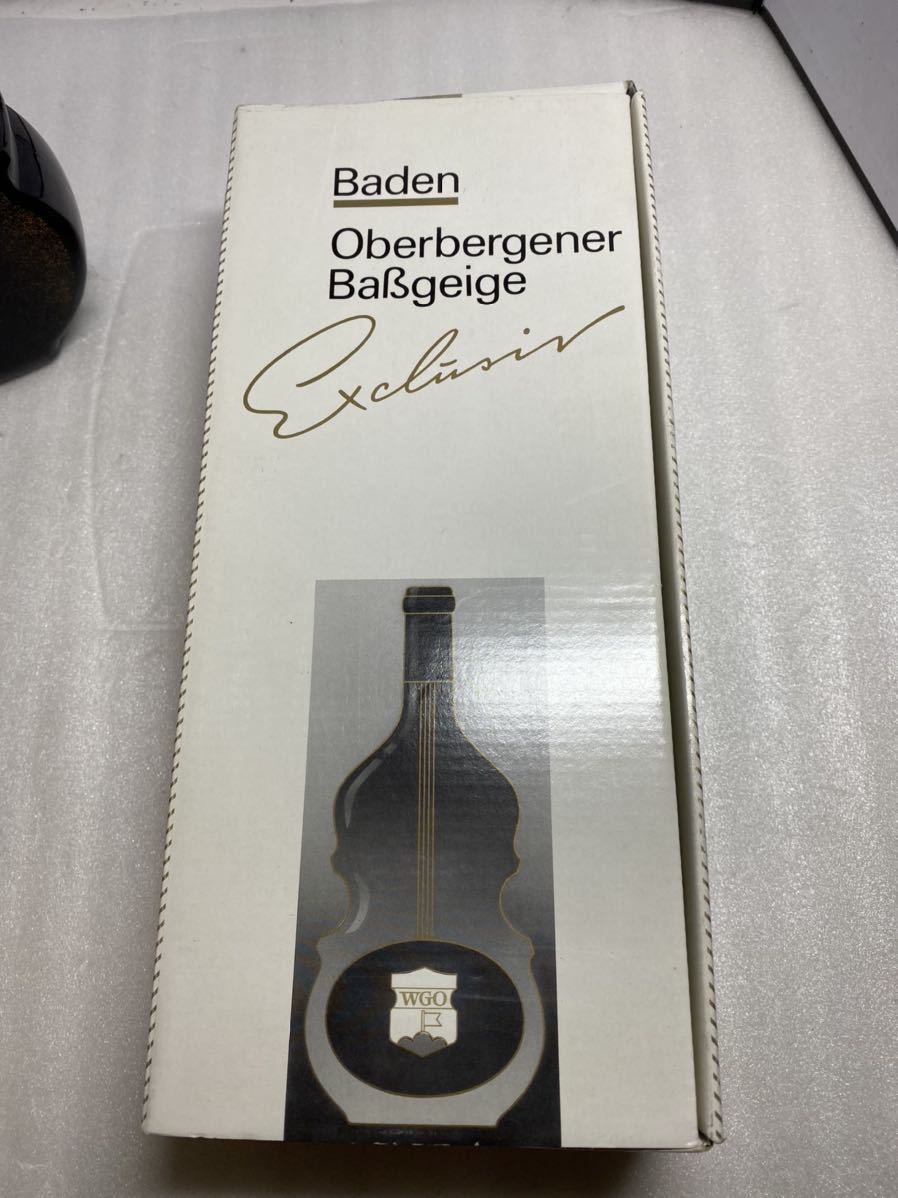 Baden
Oberbergener
Baßgeige
Exclusiv
WGO